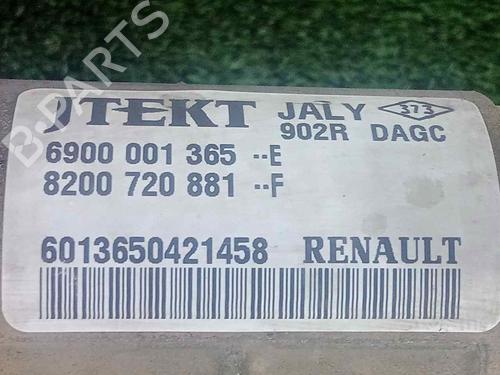 JTEKT JALY 373
902R DAGC
6900 001 365 --E
8200 720 881 --F
6013650421458 RENAULT
B-PARTS